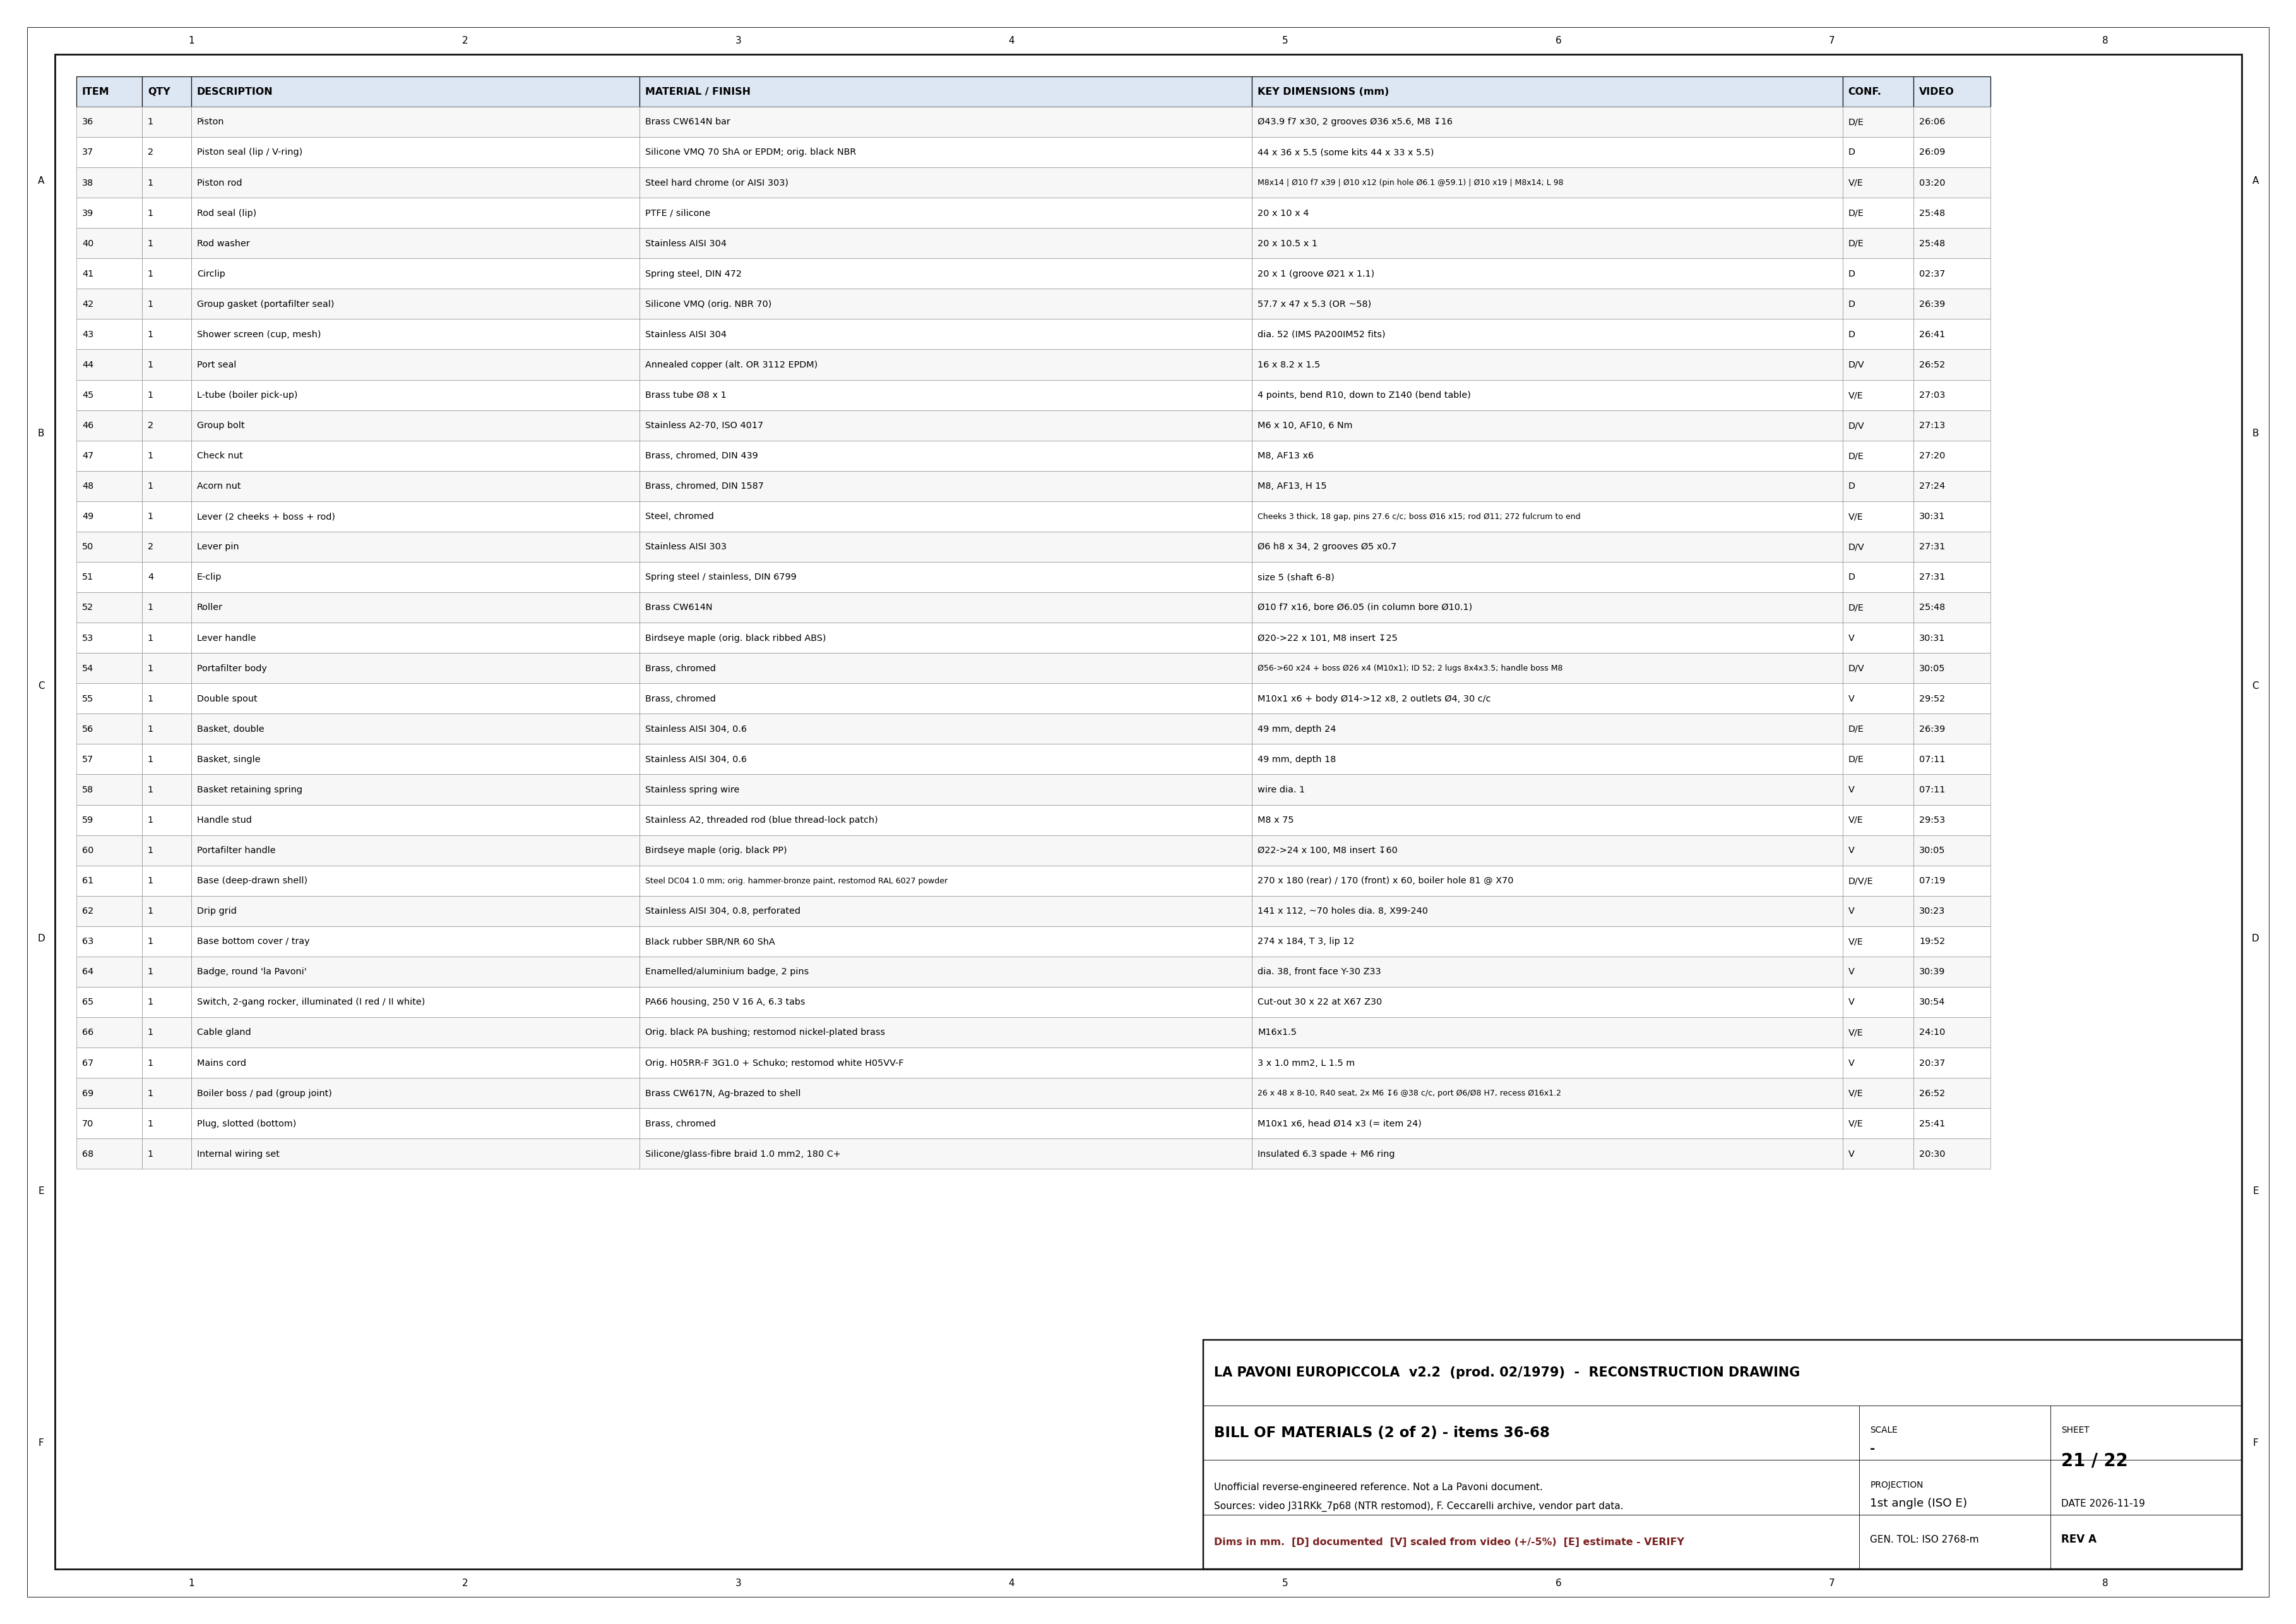 1 2 3 4 5 6 7 8
ITEM QTY DESCRIPTION MATERIAL / FINISH KEY DIMENSIONS (mm) CONF. VIDEO
36 1 Piston Brass CW614N bar Ø43.9 f7 x30, 2 grooves Ø36 x5.6, M8 ↧16 D/E 26:06
37 2 Piston seal (lip / V-ring) Silicone VMQ 70 ShA or EPDM; orig. black NBR 44 x 36 x 5.5 (some kits 44 x 33 x 5.5) D 26:09
A A
38 1 Piston rod Steel hard chrome (or AISI 303) M8x14 | Ø10 f7 x39 | Ø10 x12 (pin hole Ø6.1 @59.1) | Ø10 x19 | M8x14; L 98 V/E 03:20
39 1 Rod seal (lip) PTFE / silicone 20 x 10 x 4 D/E 25:48
40 1 Rod washer Stainless AISI 304 20 x 10.5 x 1 D/E 25:48
41 1 Circlip Spring steel, DIN 472 20 x 1 (groove Ø21 x 1.1) D 02:37
42 1 Group gasket (portafilter seal) Silicone VMQ (orig. NBR 70) 57.7 x 47 x 5.3 (OR ~58) D 26:39
43 1 Shower screen (cup, mesh) Stainless AISI 304 dia. 52 (IMS PA200IM52 fits) D 26:41
44 1 Port seal Annealed copper (alt. OR 3112 EPDM) 16 x 8.2 x 1.5 D/V 26:52
45 1 L-tube (boiler pick-up) Brass tube Ø8 x 1 4 points, bend R10, down to Z140 (bend table) V/E 27:03
46 2 Group bolt Stainless A2-70, ISO 4017 M6 x 10, AF10, 6 Nm D/V 27:13
B B
47 1 Check nut Brass, chromed, DIN 439 M8, AF13 x6 D/E 27:20
48 1 Acorn nut Brass, chromed, DIN 1587 M8, AF13, H 15 D 27:24
49 1 Lever (2 cheeks + boss + rod) Steel, chromed Cheeks 3 thick, 18 gap, pins 27.6 c/c; boss Ø16 x15; rod Ø11; 272 fulcrum to end V/E 30:31
50 2 Lever pin Stainless AISI 303 Ø6 h8 x 34, 2 grooves Ø5 x0.7 D/V 27:31
51 4 E-clip Spring steel / stainless, DIN 6799 size 5 (shaft 6-8) D 27:31
52 1 Roller Brass CW614N Ø10 f7 x16, bore Ø6.05 (in column bore Ø10.1) D/E 25:48
53 1 Lever handle Birdseye maple (orig. black ribbed ABS) Ø20->22 x 101, M8 insert ↧25 V 30:31
54 1 Portafilter body Brass, chromed Ø56->60 x24 + boss Ø26 x4 (M10x1); ID 52; 2 lugs 8x4x3.5; handle boss M8 D/V 30:05
C C
55 1 Double spout Brass, chromed M10x1 x6 + body Ø14->12 x8, 2 outlets Ø4, 30 c/c V 29:52
56 1 Basket, double Stainless AISI 304, 0.6 49 mm, depth 24 D/E 26:39
57 1 Basket, single Stainless AISI 304, 0.6 49 mm, depth 18 D/E 07:11
58 1 Basket retaining spring Stainless spring wire wire dia. 1 V 07:11
59 1 Handle stud Stainless A2, threaded rod (blue thread-lock patch) M8 x 75 V/E 29:53
60 1 Portafilter handle Birdseye maple (orig. black PP) Ø22->24 x 100, M8 insert ↧60 V 30:05
61 1 Base (deep-drawn shell) Steel DC04 1.0 mm; orig. hammer-bronze paint, restomod RAL 6027 powder 270 x 180 (rear) / 170 (front) x 60, boiler hole 81 @ X70 D/V/E 07:19
62 1 Drip grid Stainless AISI 304, 0.8, perforated 141 x 112, ~70 holes dia. 8, X99-240 V 30:23
D D
63 1 Base bottom cover / tray Black rubber SBR/NR 60 ShA 274 x 184, T 3, lip 12 V/E 19:52
64 1 Badge, round 'la Pavoni' Enamelled/aluminium badge, 2 pins dia. 38, front face Y-30 Z33 V 30:39
65 1 Switch, 2-gang rocker, illuminated (I red / II white) PA66 housing, 250 V 16 A, 6.3 tabs Cut-out 30 x 22 at X67 Z30 V 30:54
66 1 Cable gland Orig. black PA bushing; restomod nickel-plated brass M16x1.5 V/E 24:10
67 1 Mains cord Orig. H05RR-F 3G1.0 + Schuko; restomod white H05VV-F 3 x 1.0 mm2, L 1.5 m V 20:37
69 1 Boiler boss / pad (group joint) Brass CW617N, Ag-brazed to shell 26 x 48 x 8-10, R40 seat, 2x M6 ↧6 @38 c/c, port Ø6/Ø8 H7, recess Ø16x1.2 V/E 26:52
70 1 Plug, slotted (bottom) Brass, chromed M10x1 x6, head Ø14 x3 (= item 24) V/E 25:41
68 1 Internal wiring set Silicone/glass-fibre braid 1.0 mm2, 180 C+ Insulated 6.3 spade + M6 ring V 20:30
E E
LA PAVONI EUROPICCOLA v2.2 (prod. 02/1979) - RECONSTRUCTION DRAWING
BILL OF MATERIALS (2 of 2) - items 36-68
SCALE
-
SHEET
21 / 22
F F
Unofficial reverse-engineered reference. Not a La Pavoni document.
Sources: video J31RKk_7p68 (NTR restomod), F. Ceccarelli archive, vendor part data.
PROJECTION
1st angle (ISO E)
DATE 2026-11-19
Dims in mm. [D] documented [V] scaled from video (+/-5%) [E] estimate - VERIFY
GEN. TOL: ISO 2768-m
REV A
1 2 3 4 5 6 7 8